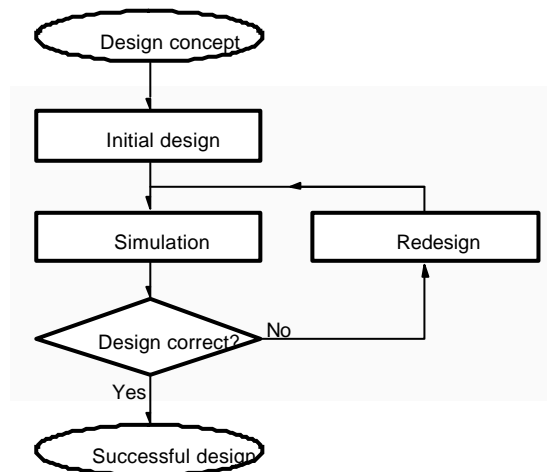 Design concept
Initial design
Simulation
Redesign
Design correct?
No
Yes
Successful design